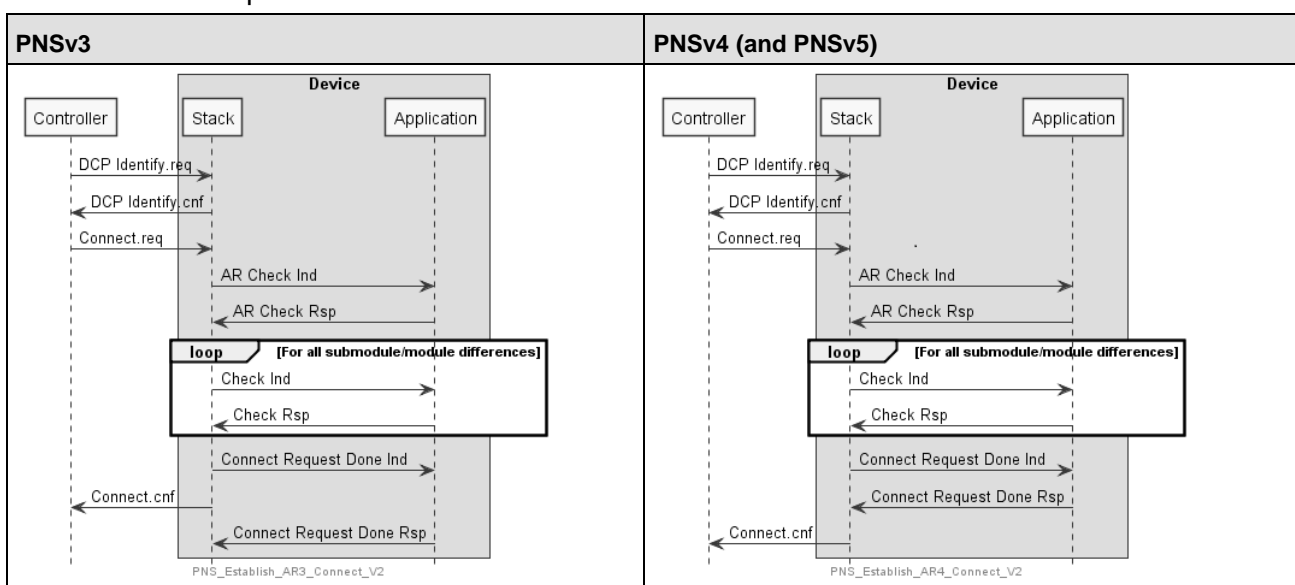 PNSv3
PNSv4 (and PNSv5)
Device
Controller
Stack
Application
DCP Identify.req
DCP Identify.cnf
Connect.req
AR Check Ind
AR Check Rsp
loop
[For all submodule/module differences]
Check Ind
Check Rsp
Connect Request Done Ind
Connect.cnf
Connect Request Done Rsp
PNS_Establish_AR3_Connect_V2
Device
Controller
Stack
Application
DCP Identify.req
DCP Identify.cnf
Connect.req
AR Check Ind
AR Check Rsp
loop
[For all submodule/module differences]
Check Ind
Check Rsp
Connect Request Done Ind
Connect Request Done Rsp
Connect.cnf
PNS_Establish_AR4_Connect_V2